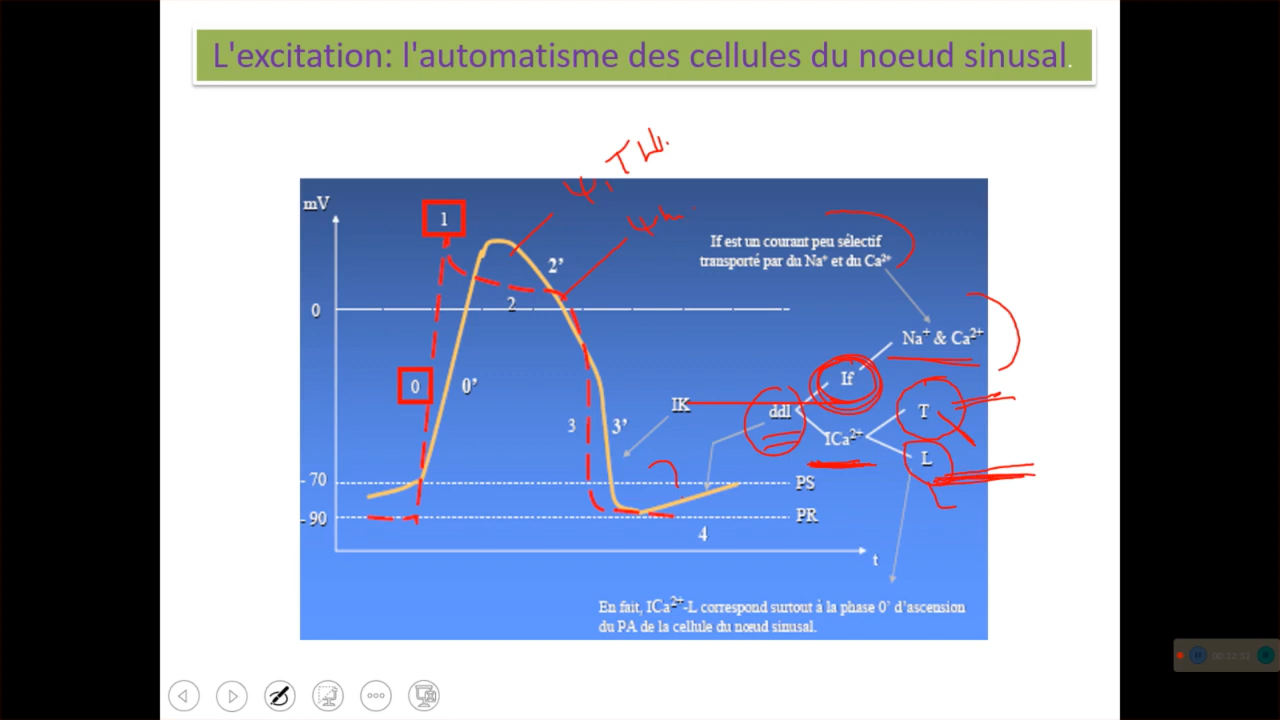 L'excitation: l'automatisme des cellules du noeud sinusal.
mV
1
If est un courant peu sélectif
transporté par du Na⁺ et du Ca²⁺
2'
2
0
Na⁺ & Ca²⁺
0
0'
If
IK
ddl
T
3
3'
ICa²⁺
L
- 70
PS
- 90
PR
4
t
En fait, ICa²⁺-L correspond surtout à la phase 0' d'ascension
du PA de la cellule du nœud sinusal.